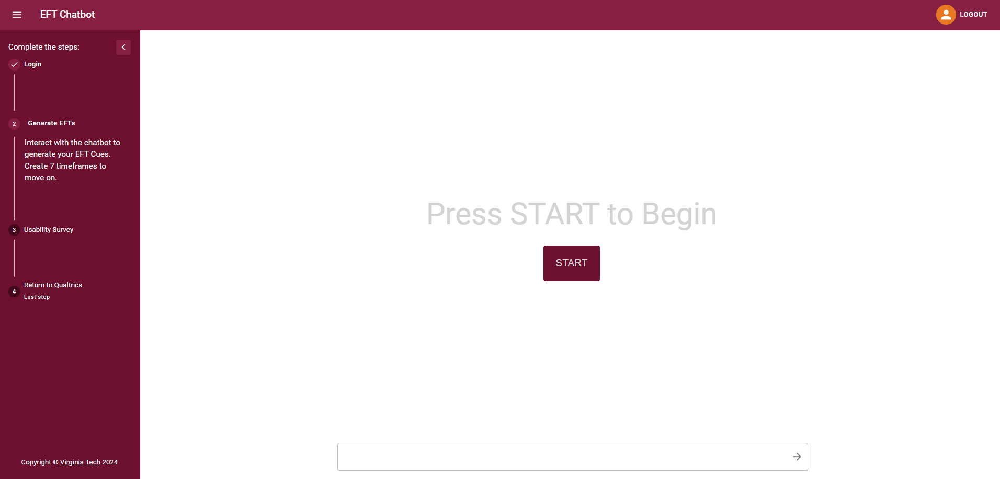 EFT Chatbot
LOGOUT
Complete the steps:
Login
2
Generate EFTs
Interact with the chatbot to
generate your EFT Cues.
Create 7 timeframes to
move on.
3
Usability Survey
4
Return to Qualtrics
Last step
Copyright © Virginia Tech 2024
Press START to Begin
START